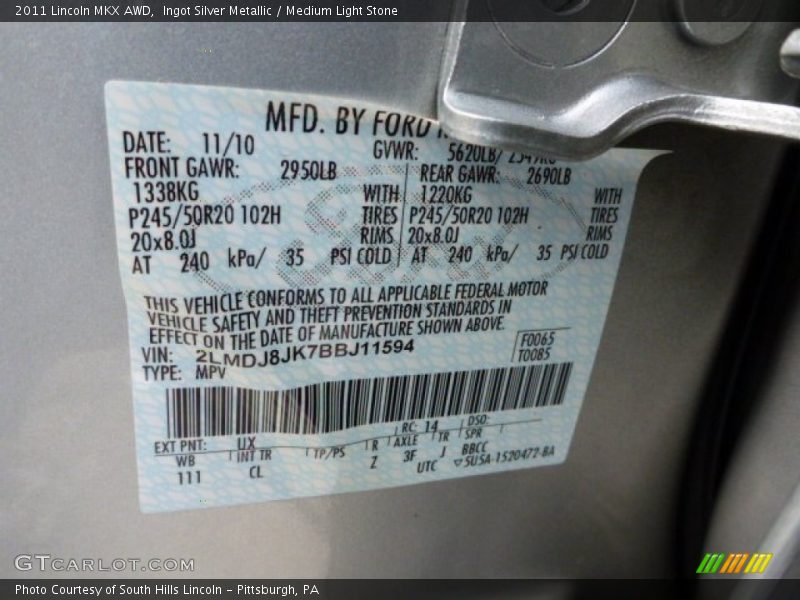 2011 Lincoln MKX AWD,  Ingot Silver Metallic / Medium Light Stone
MFD. BY FORD
DATE: 11/10
GVWR: 5620LB/
FRONT GAWR: 2950LB
REAR GAWR: 2690LB
1338KG WITH
1220KG WITH
P245/50R20 102H TIRES
P245/50R20 102H TIRES
20x8.0J RIMS
20x8.0J RIMS
AT 240 kPa/ 35 PSI COLD
AT 240 kPa/ 35 PSI COLD
THIS VEHICLE CONFORMS TO ALL APPLICABLE FEDERAL MOTOR
VEHICLE SAFETY AND THEFT PREVENTION STANDARDS IN
EFFECT ON THE DATE OF MANUFACTURE SHOWN ABOVE.
VIN: 2LMDJ8JK7BBJ11594
F0065
TYPE: MPV
T0085
EXT PNT: UX RC: 14 DSO:
WB INT TR TP/PS R AXLE TR SPR
111 CL Z 3F J BBCC
UTC ▽5U5A-1520472-BA
GTCARLOT.COM
Photo Courtesy of South Hills Lincoln - Pittsburgh, PA